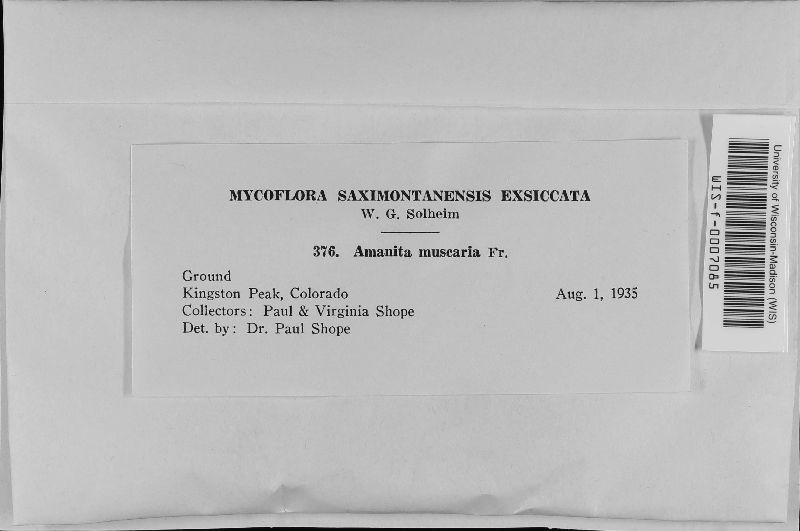 MYCOFLORA SAXIMONTANENSIS EXSICCATA
W. G. Solheim
376. Amanita muscaria Fr.
Ground
Kingston Peak, Colorado Aug. 1, 1935
Collectors: Paul & Virginia Shope
Det. by: Dr. Paul Shope
University of Wisconsin-Madison (WIS)
WIS-f-0007085